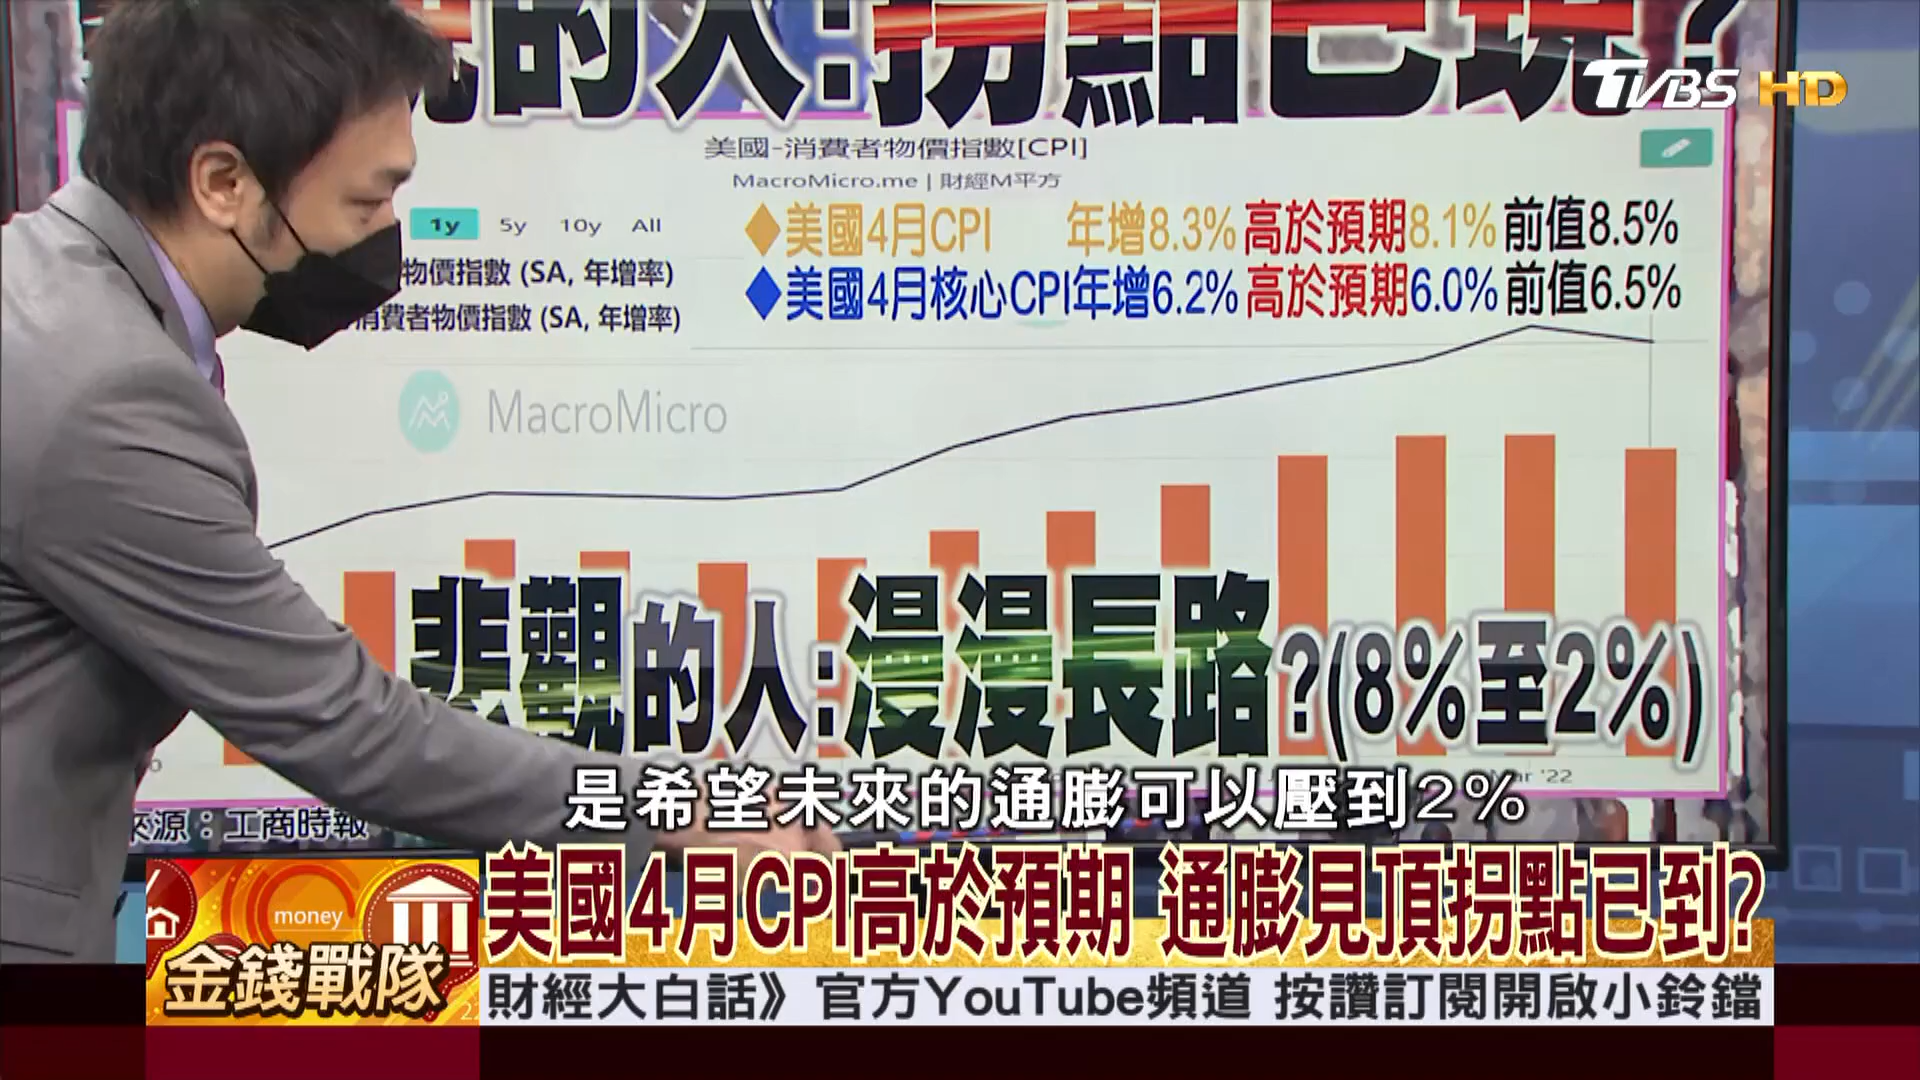 的人:拐點已現?
TVBS HD
美國-消費者物價指數[CPI]
MacroMicro.me | 財經M平方
1y 5y 10y All
◆美國4月CPI 年增8.3%高於預期8.1%前值8.5%
物價指數 (SA, 年增率)
◆美國4月核心CPI年增6.2%高於預期6.0%前值6.5%
消費者物價指數 (SA, 年增率)
MacroMicro
悲觀的人:漫漫長路?(8%至2%)
Mar '22
是希望未來的通膨可以壓到2%
來源：工商時報
money
金錢戰隊
美國4月CPI高於預期 通膨見頂拐點已到?
財經大白話》官方YouTube頻道 按讚訂閱開啟小鈴鐺